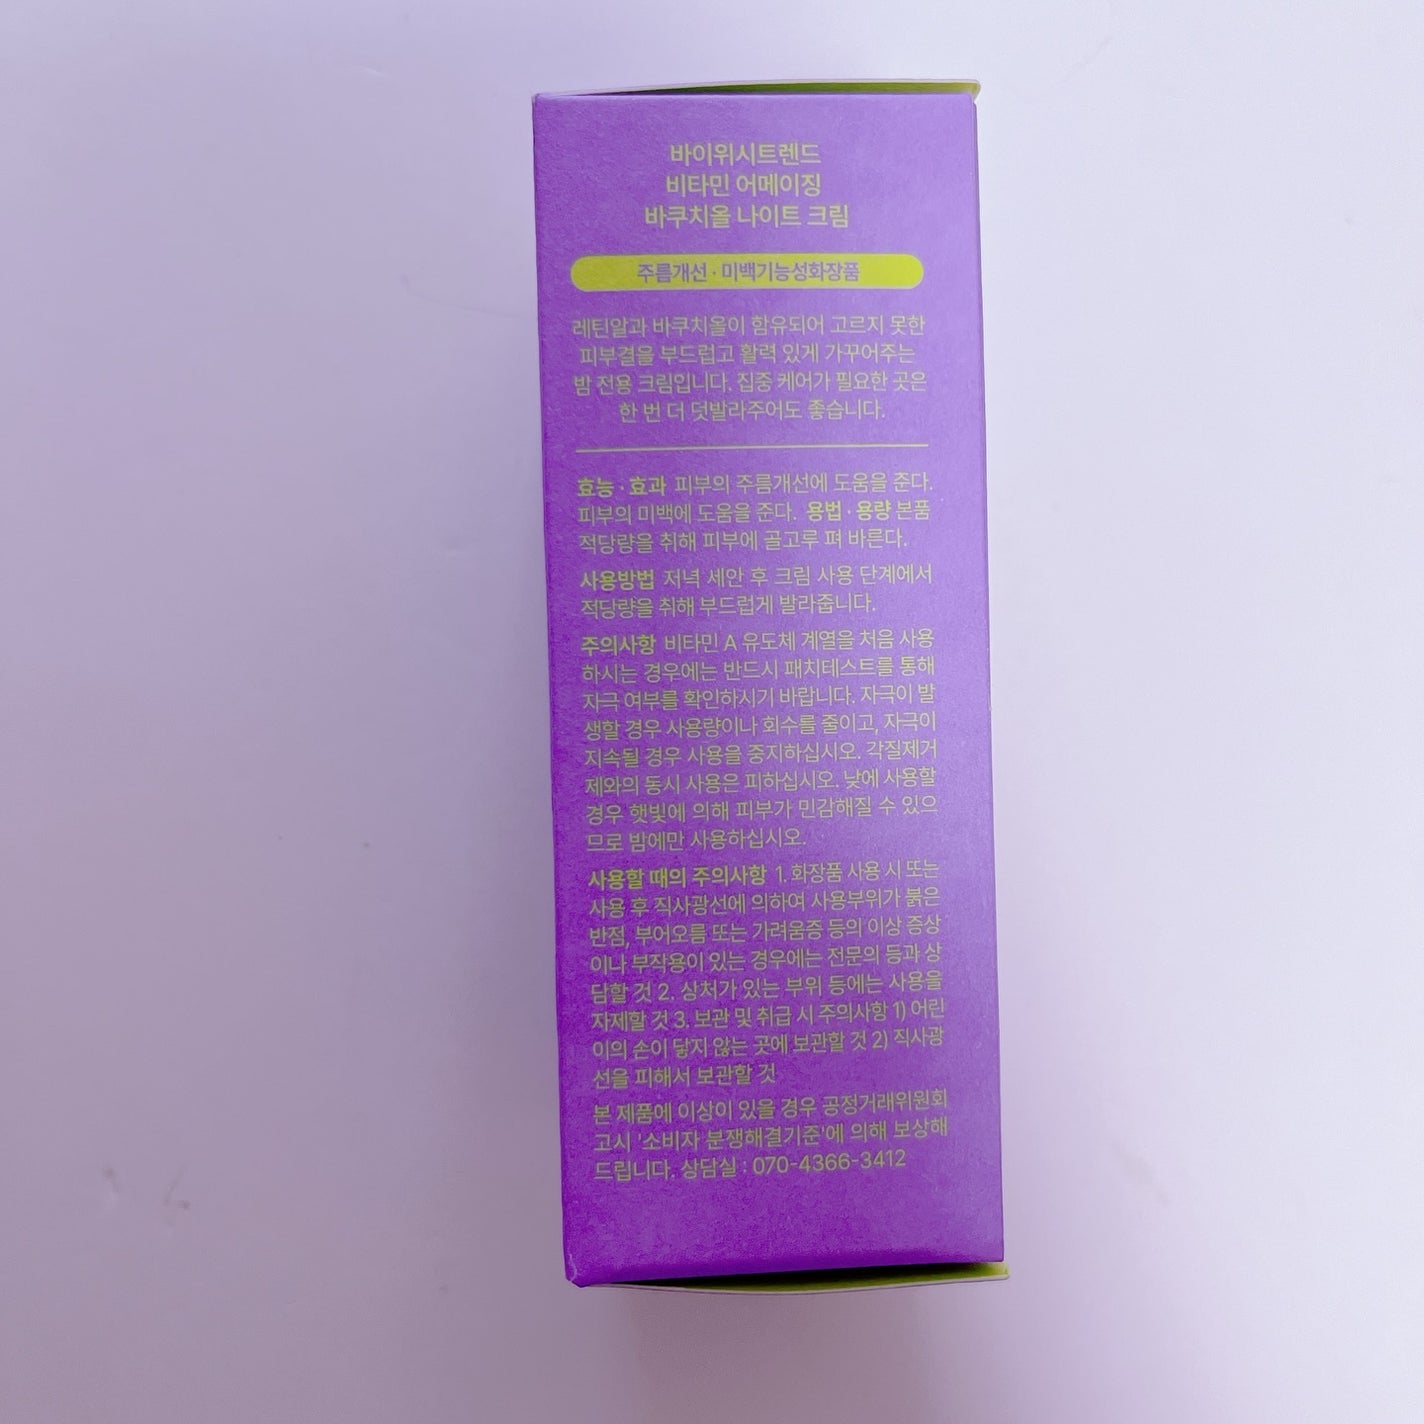 바이위시트렌드
비타민 어메이징
바쿠치올 나이트 크림
주름개선 · 미백기능성화장품
레틴알과 바쿠치올이 함유되어 고르지 못한
피부결을 부드럽고 활력 있게 가꾸어주는
밤 전용 크림입니다. 집중 케어가 필요한 곳은
한 번 더 덧발라주어도 좋습니다.
효능 · 효과 피부의 주름개선에 도움을 준다.
피부의 미백에 도움을 준다. 용법 · 용량 본품
적당량을 취해 피부에 골고루 펴 바른다.
사용방법 저녁 세안 후 크림 사용 단계에서
적당량을 취해 부드럽게 발라줍니다.
주의사항 비타민 A 유도체 계열을 처음 사용
하시는 경우에는 반드시 패치테스트를 통해
자극 여부를 확인하시기 바랍니다. 자극이 발
생할 경우 사용량이나 회수를 줄이고, 자극이
지속될 경우 사용을 중지하십시오. 각질제거
제와의 동시 사용은 피하십시오. 낮에 사용할
경우 햇빛에 의해 피부가 민감해질 수 있으
므로 밤에만 사용하십시오.
사용할 때의 주의사항 1. 화장품 사용 시 또는
사용 후 직사광선에 의하여 사용부위가 붉은
반점, 부어오름 또는 가려움증 등의 이상 증상
이나 부작용이 있는 경우에는 전문의 등과 상
담할 것 2. 상처가 있는 부위 등에는 사용을
자제할 것 3. 보관 및 취급 시 주의사항 1) 어린
이의 손이 닿지 않는 곳에 보관할 것 2) 직사광
선을 피해서 보관할 것
본 제품에 이상이 있을 경우 공정거래위원회
고시 '소비자 분쟁해결기준'에 의해 보상해
드립니다. 상담실 : 070-4366-3412